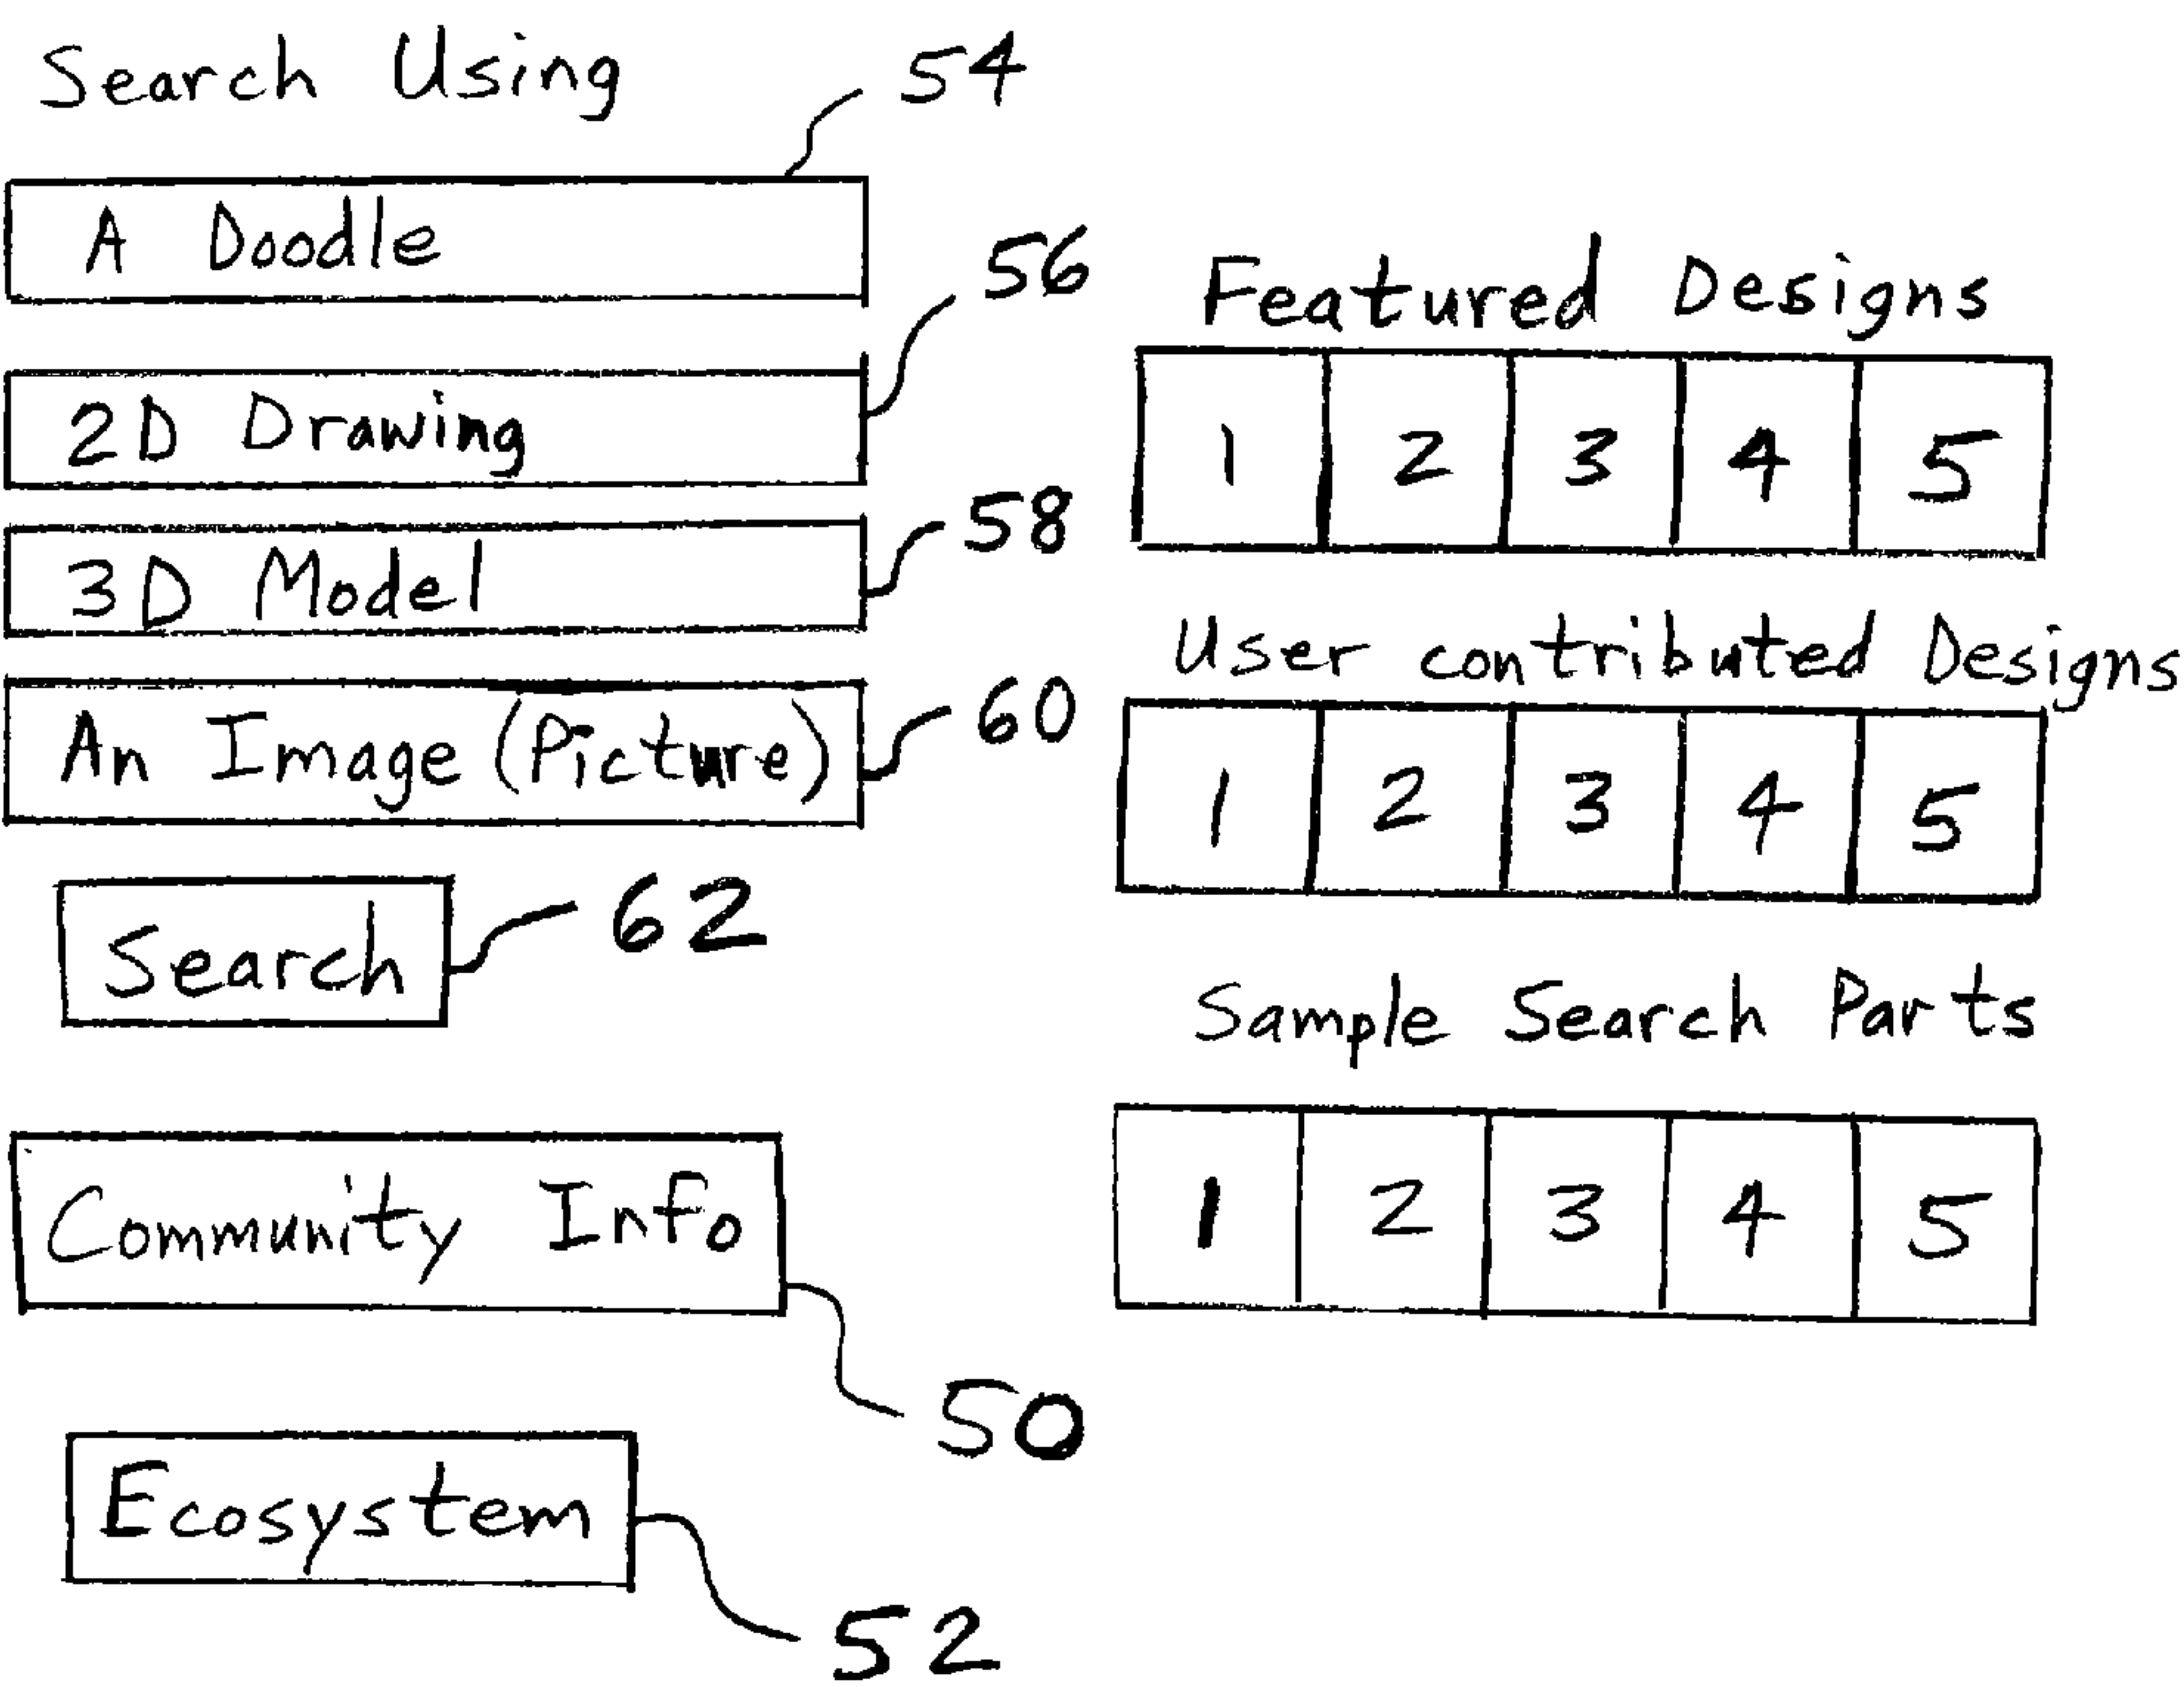 Search Using
54
A Doodle
56
2D Drawing
58
3D Model
60
An Image (Picture)
62
Search
Community Info
50
Ecosystem
52
Featured Designs
1 2 3 4 5
User contributed Designs
1 2 3 4 5
Sample Search Parts
1 2 3 4 5